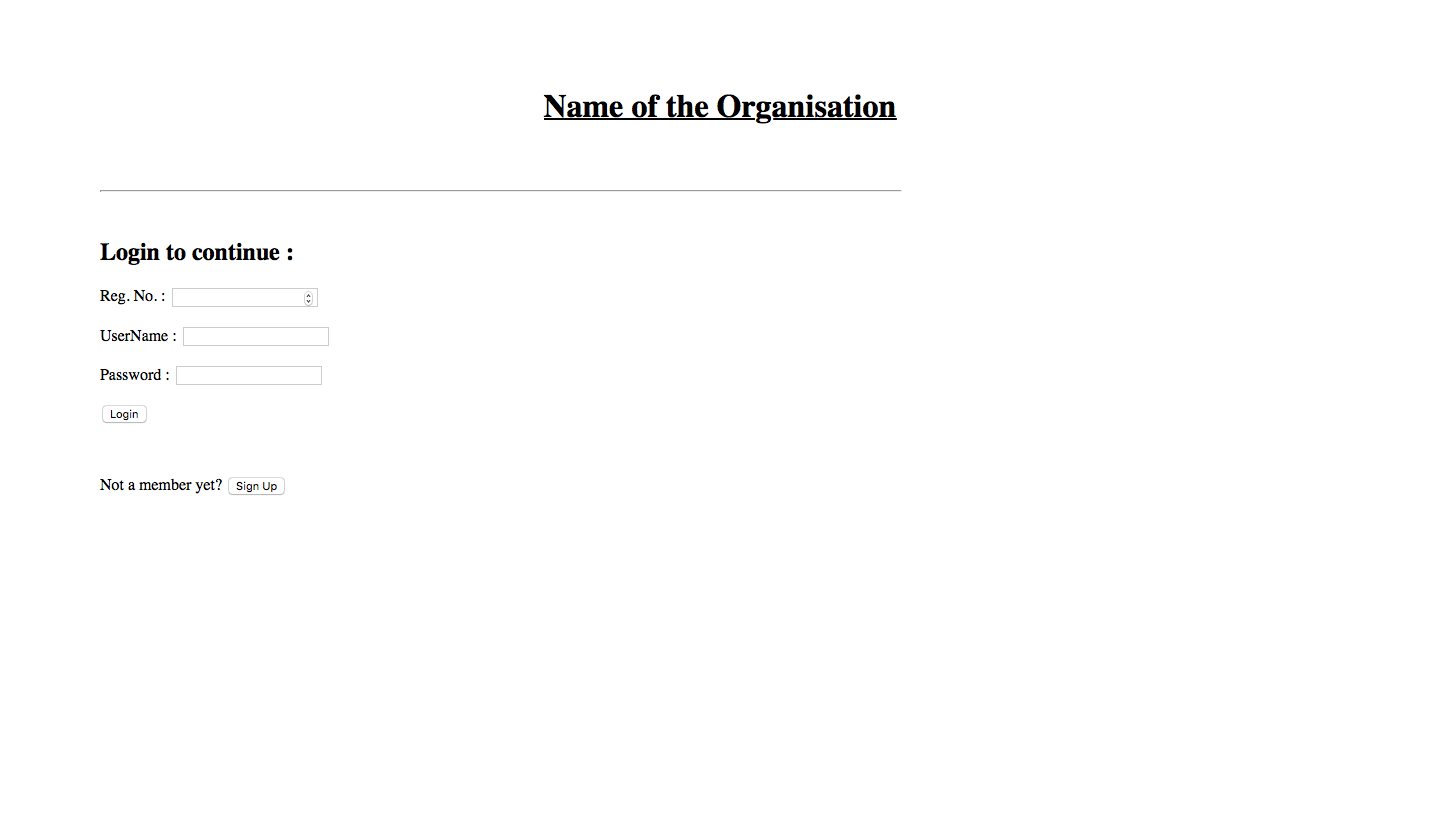 Name of the Organisation
Login to continue :
Reg. No. :
UserName :
Password :
Login
Not a member yet? Sign Up